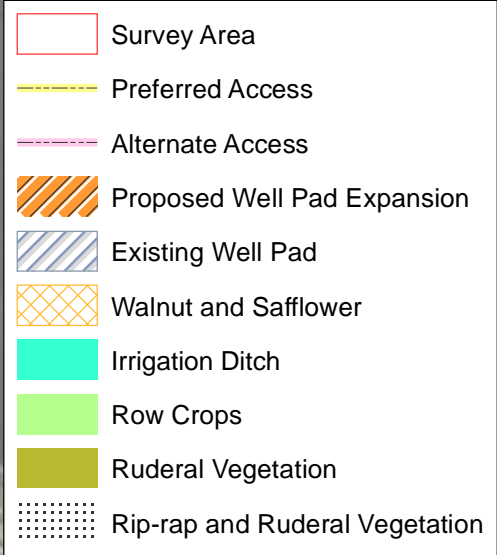 Survey Area
Preferred Access
Alternate Access
Proposed Well Pad Expansion
Existing Well Pad
Walnut and Safflower
Irrigation Ditch
Row Crops
Ruderal Vegetation
Rip-rap and Ruderal Vegetation